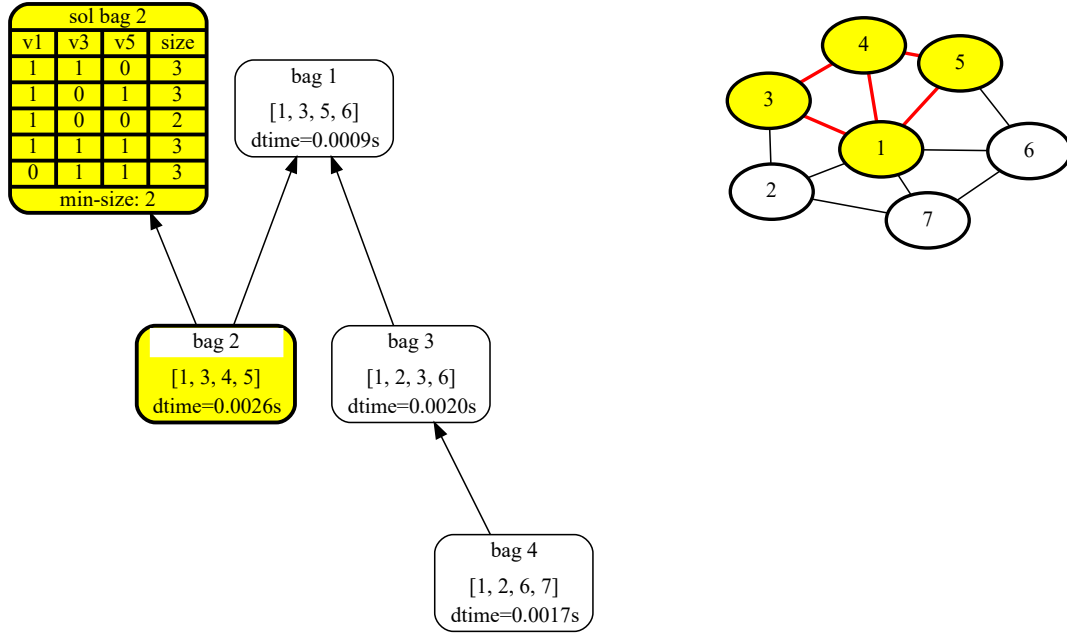 sol bag 2
v1 v3 v5 size
1 1 0 3
1 0 1 3
1 0 0 2
1 1 1 3
0 1 1 3
min-size: 2
bag 1
[1, 3, 5, 6]
dtime=0.0009s
bag 2
[1, 3, 4, 5]
dtime=0.0026s
bag 3
[1, 2, 3, 6]
dtime=0.0020s
bag 4
[1, 2, 6, 7]
dtime=0.0017s
4
5
3
1
6
2
7